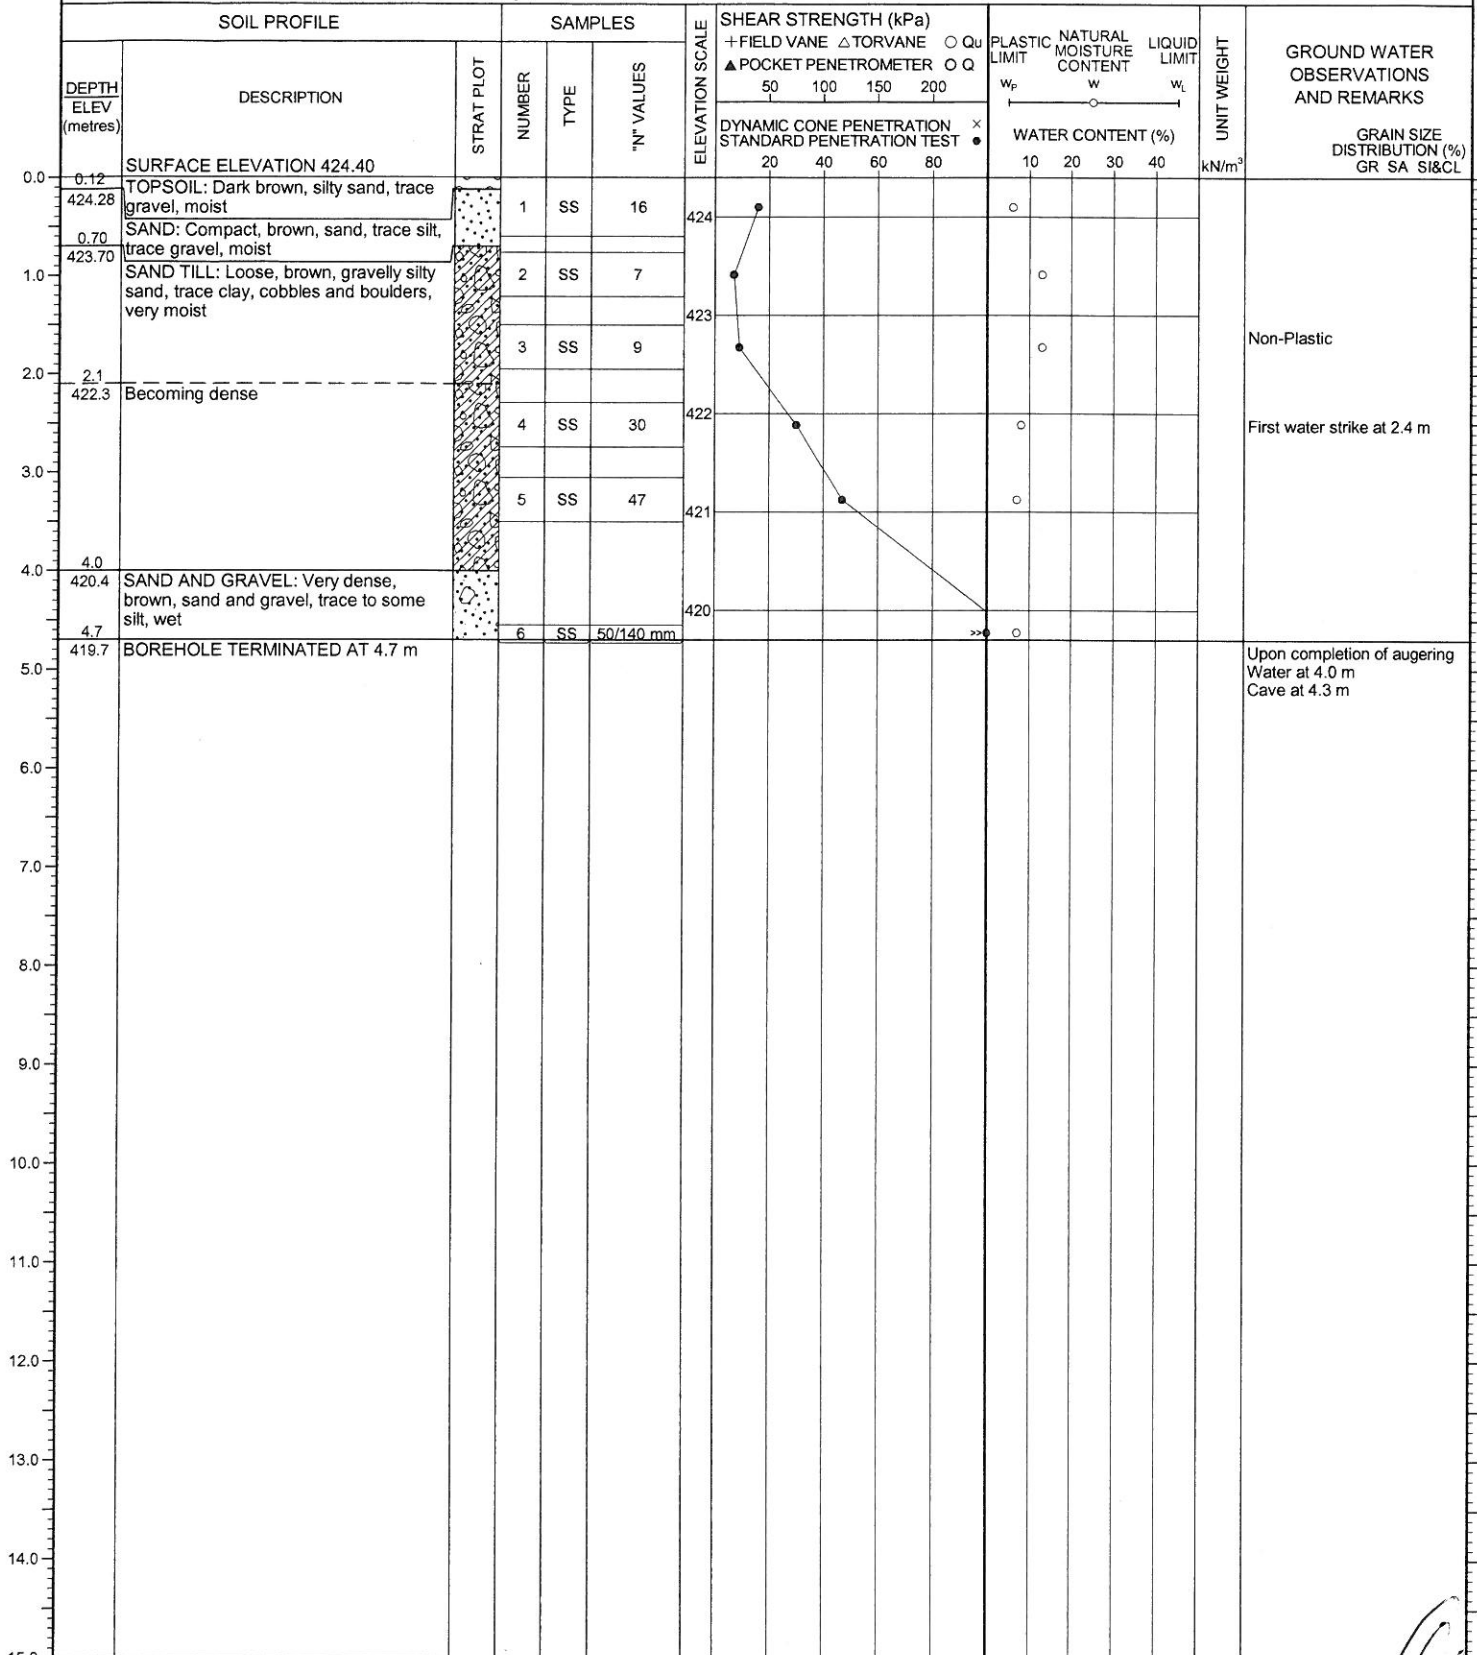 SOIL PROFILE
SAMPLES
ELEVATION SCALE
SHEAR STRENGTH (kPa)
+FIELD VANE △TORVANE ○ Qu
▲POCKET PENETROMETER ○ Q
50 100 150 200
DYNAMIC CONE PENETRATION ×
STANDARD PENETRATION TEST ●
20 40 60 80
PLASTIC LIMIT
NATURAL MOISTURE CONTENT
LIQUID LIMIT
WP W WL
WATER CONTENT (%)
10 20 30 40
UNIT WEIGHT
kN/m³
GROUND WATER
OBSERVATIONS
AND REMARKS
GRAIN SIZE
DISTRIBUTION (%)
GR SA SI&CL
DEPTH
ELEV
(metres)
DESCRIPTION
STRAT PLOT
NUMBER
TYPE
"N" VALUES
SURFACE ELEVATION 424.40
0.0
0.12
424.28
TOPSOIL: Dark brown, silty sand, trace
gravel, moist
1 SS 16
424
0.70
423.70
SAND: Compact, brown, sand, trace silt,
trace gravel, moist
1.0
SAND TILL: Loose, brown, gravelly silty
sand, trace clay, cobbles and boulders,
very moist
2 SS 7
423
3 SS 9
Non-Plastic
2.0
2.1
422.3
Becoming dense
422
4 SS 30
First water strike at 2.4 m
3.0
5 SS 47
421
4.0
4.0
420.4
SAND AND GRAVEL: Very dense,
brown, sand and gravel, trace to some
silt, wet
420
4.7
6 SS 50/140 mm
>>
419.7
BOREHOLE TERMINATED AT 4.7 m
Upon completion of augering
Water at 4.0 m
Cave at 4.3 m
5.0
6.0
7.0
8.0
9.0
10.0
11.0
12.0
13.0
14.0